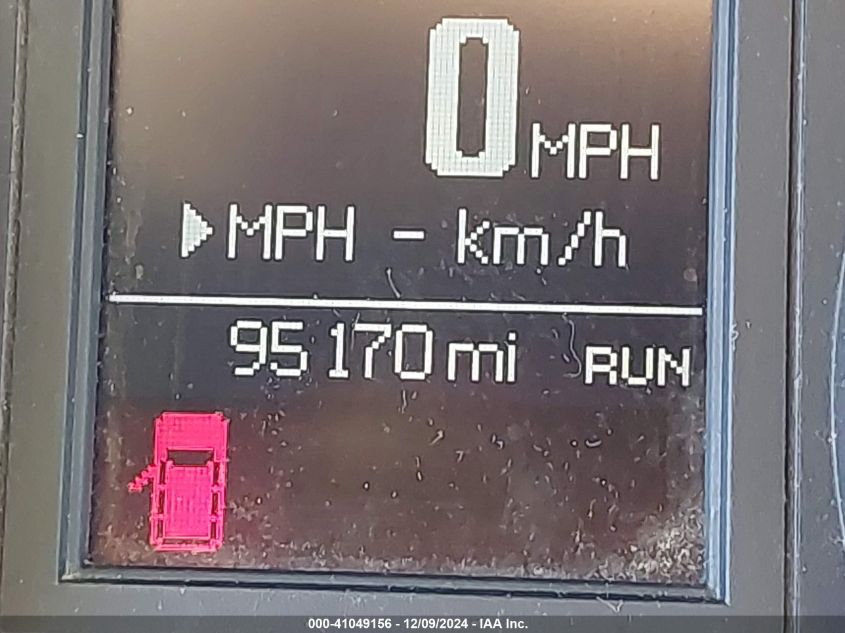 0 MPH
▶MPH - km/h
95170 mi RUN
000-41049156 - 12/09/2024 - IAA Inc.